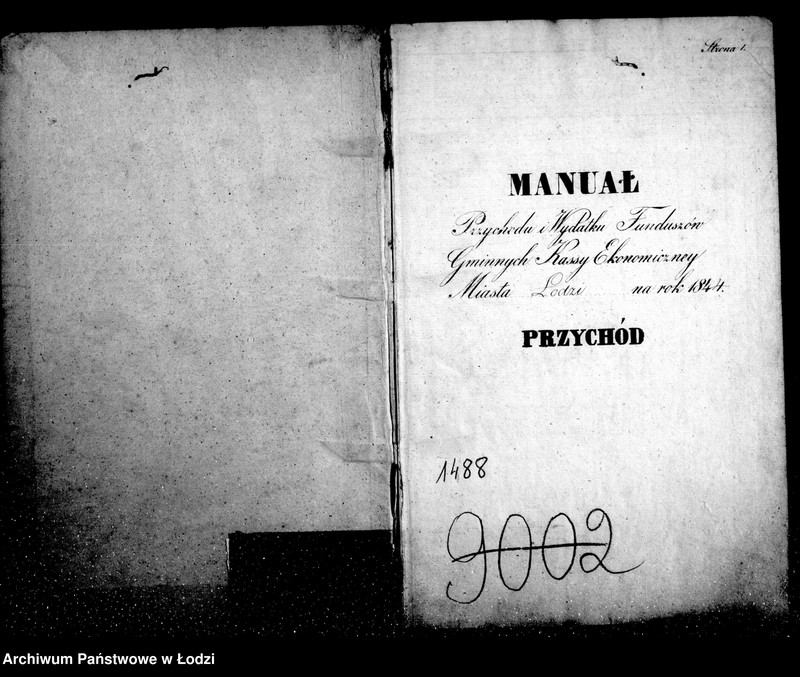 Strona 1.
MANUAŁ
Przychodu i Wydatku Funduszów
Gminnych Kassy Ekonomiczney
Miasta Łodzi na rok 1844.
PRZYCHÓD
1488
9002
Archiwum Państwowe w Łodzi